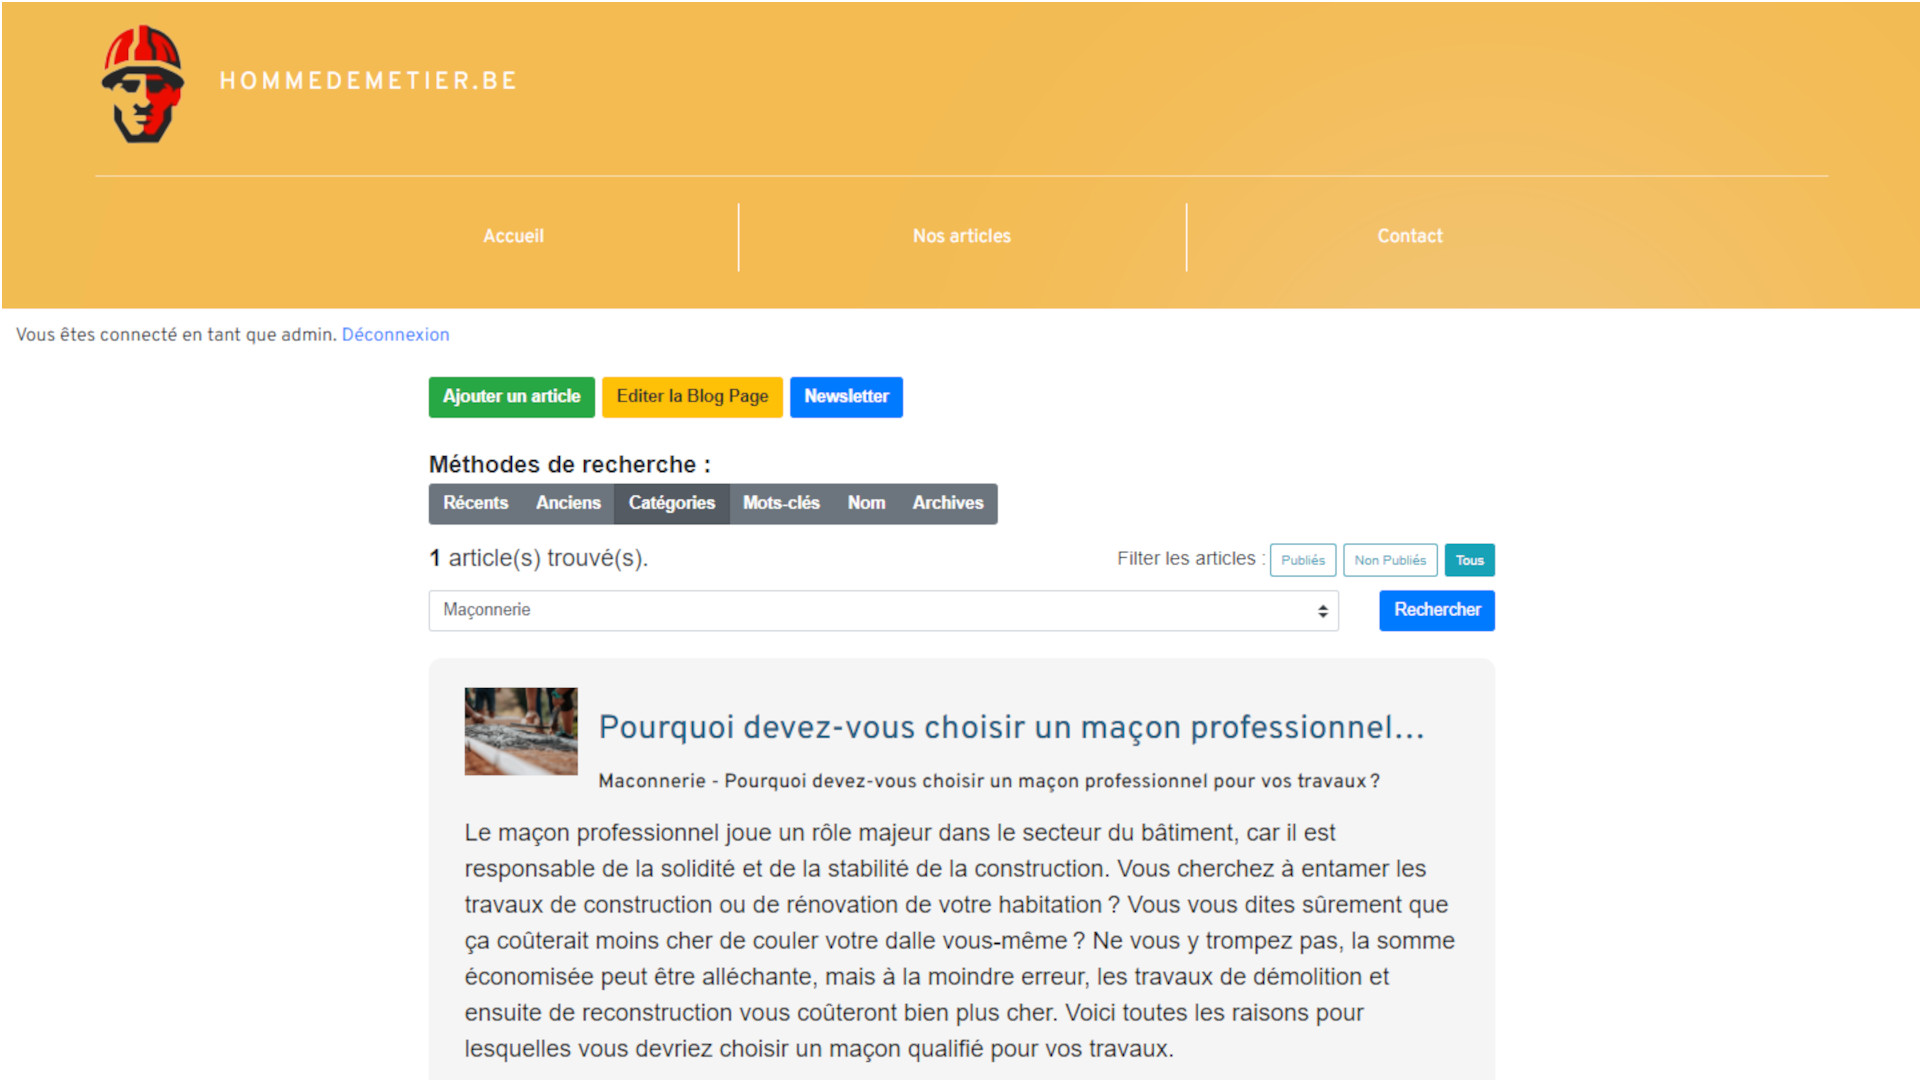 HOMMEDEMETIER.BE
Accueil
Nos articles
Contact
Vous êtes connecté en tant que admin. Déconnexion
Ajouter un article
Editer la Blog Page
Newsletter
Méthodes de recherche :
Récents
Anciens
Catégories
Mots-clés
Nom
Archives
1 article(s) trouvé(s).
Filter les articles :
Publiés
Non Publiés
Tous
Maçonnerie
Rechercher
Pourquoi devez-vous choisir un maçon professionnel...
Maconnerie - Pourquoi devez-vous choisir un maçon professionnel pour vos travaux ?
Le maçon professionnel joue un rôle majeur dans le secteur du bâtiment, car il est
responsable de la solidité et de la stabilité de la construction. Vous cherchez à entamer les
travaux de construction ou de rénovation de votre habitation ? Vous vous dites sûrement que
ça coûterait moins cher de couler votre dalle vous-même ? Ne vous y trompez pas, la somme
économisée peut être alléchante, mais à la moindre erreur, les travaux de démolition et
ensuite de reconstruction vous coûteront bien plus cher. Voici toutes les raisons pour
lesquelles vous devriez choisir un maçon qualifié pour vos travaux.